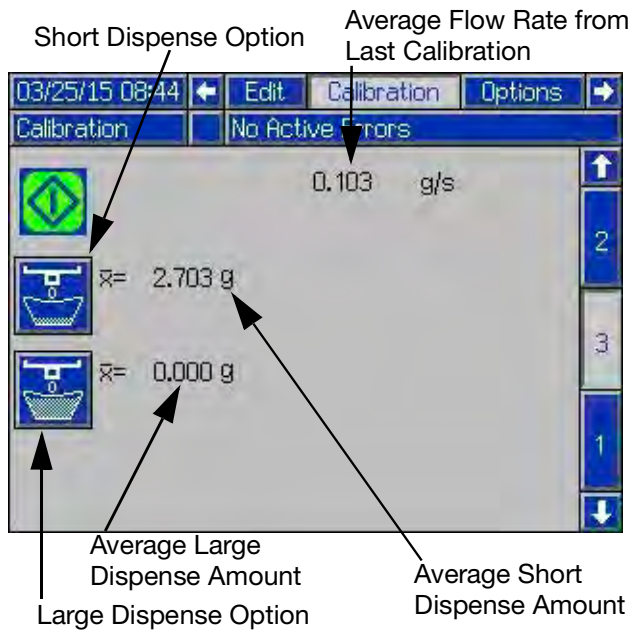 Short Dispense Option
Average Flow Rate from
Last Calibration
03/25/15 08:44 Edit Calibration Options
Calibration No Active Errors
0.103 g/s
2
x̅= 2.703 g
3
x̅= 0.000 g
1
Average Large
Dispense Amount
Average Short
Dispense Amount
Large Dispense Option